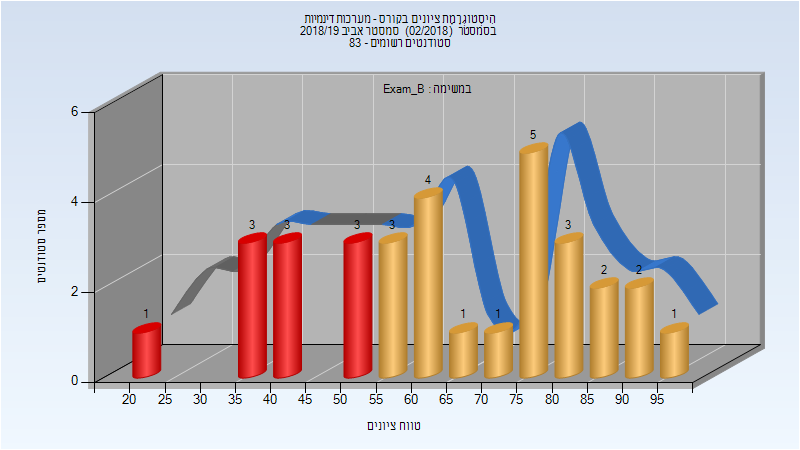 היסטוגרמת ציונים בקורס - מערכות דינמיות
בסמסטר (02/2018) סמסטר אביב 2018/19
סטודנטים רשומים - 83
במשימה : Exam_B
מספר סטודנטים
6
4
2
0
1
3
3
3
3
4
1
1
5
3
2
2
1
20 25 30 35 40 45 50 55 60 65 70 75 80 85 90 95
טווח ציונים